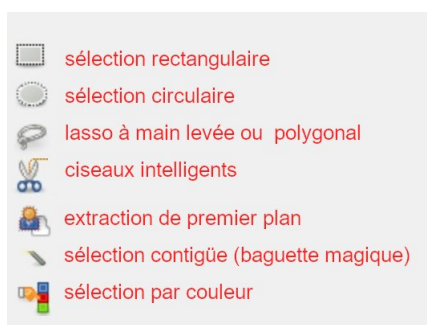 sélection rectangulaire
sélection circulaire
lasso à main levée ou polygonal
ciseaux intelligents
extraction de premier plan
sélection contigüe (baguette magique)
sélection par couleur